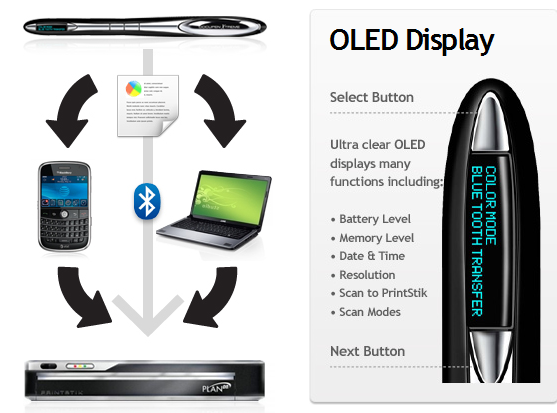 OLED Display
Select Button
Ultra clear OLED
displays many
functions including:
• Battery Level
• Memory Level
• Date & Time
• Resolution
• Scan to PrintStik
• Scan Modes
Next Button
COLOR MODE
BLUE TOOTH TRANSFER
PRINTSTIK
PLANon